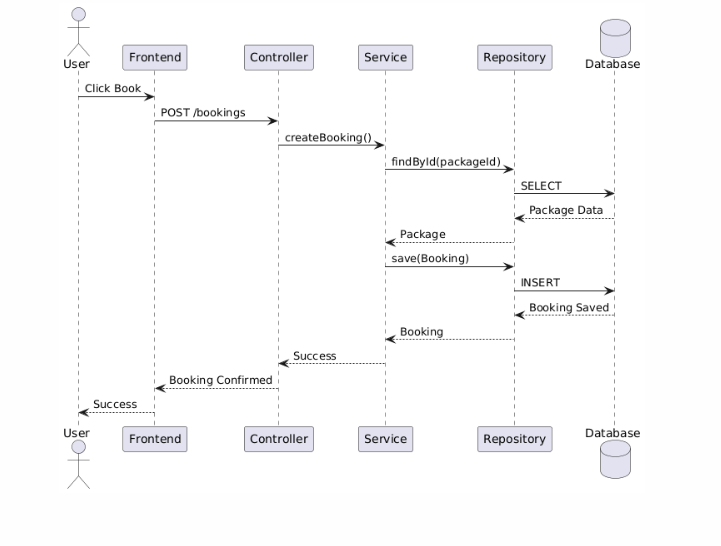 User Frontend Controller Service Repository Database
Click Book
POST /bookings
createBooking()
findById(packageId)
SELECT
Package Data
Package
save(Booking)
INSERT
Booking Saved
Booking
Success
Booking Confirmed
Success
User Frontend Controller Service Repository Database